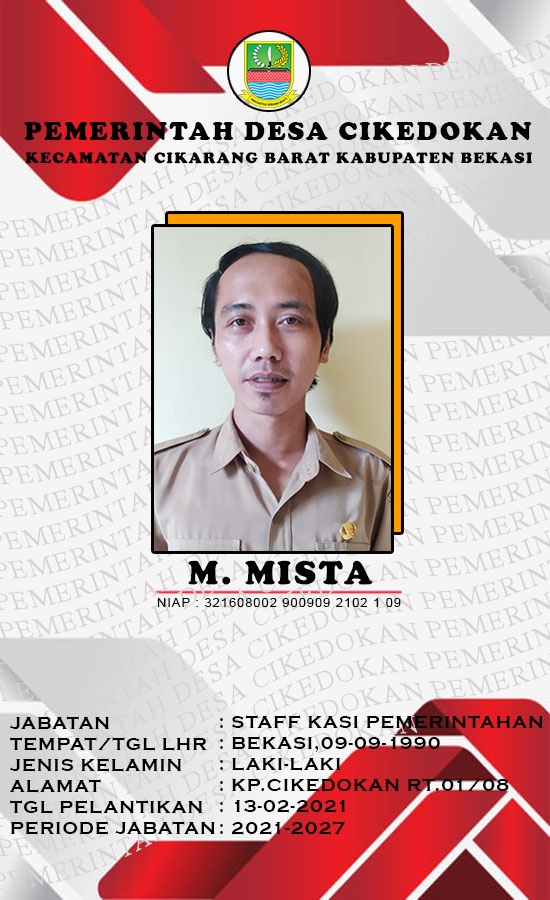 PEMERINTAH DESA CIKEDOKAN
KECAMATAN CIKARANG BARAT KABUPATEN BEKASI
M. MISTA
NIAP : 321608002 900909 2102 1 09
JABATAN : STAFF KASI PEMERINTAHAN
TEMPAT/TGL LHR : BEKASI,09-09-1990
JENIS KELAMIN : LAKI-LAKI
ALAMAT : KP.CIKEDOKAN RT.01/08
TGL PELANTIKAN : 13-02-2021
PERIODE JABATAN : 2021-2027